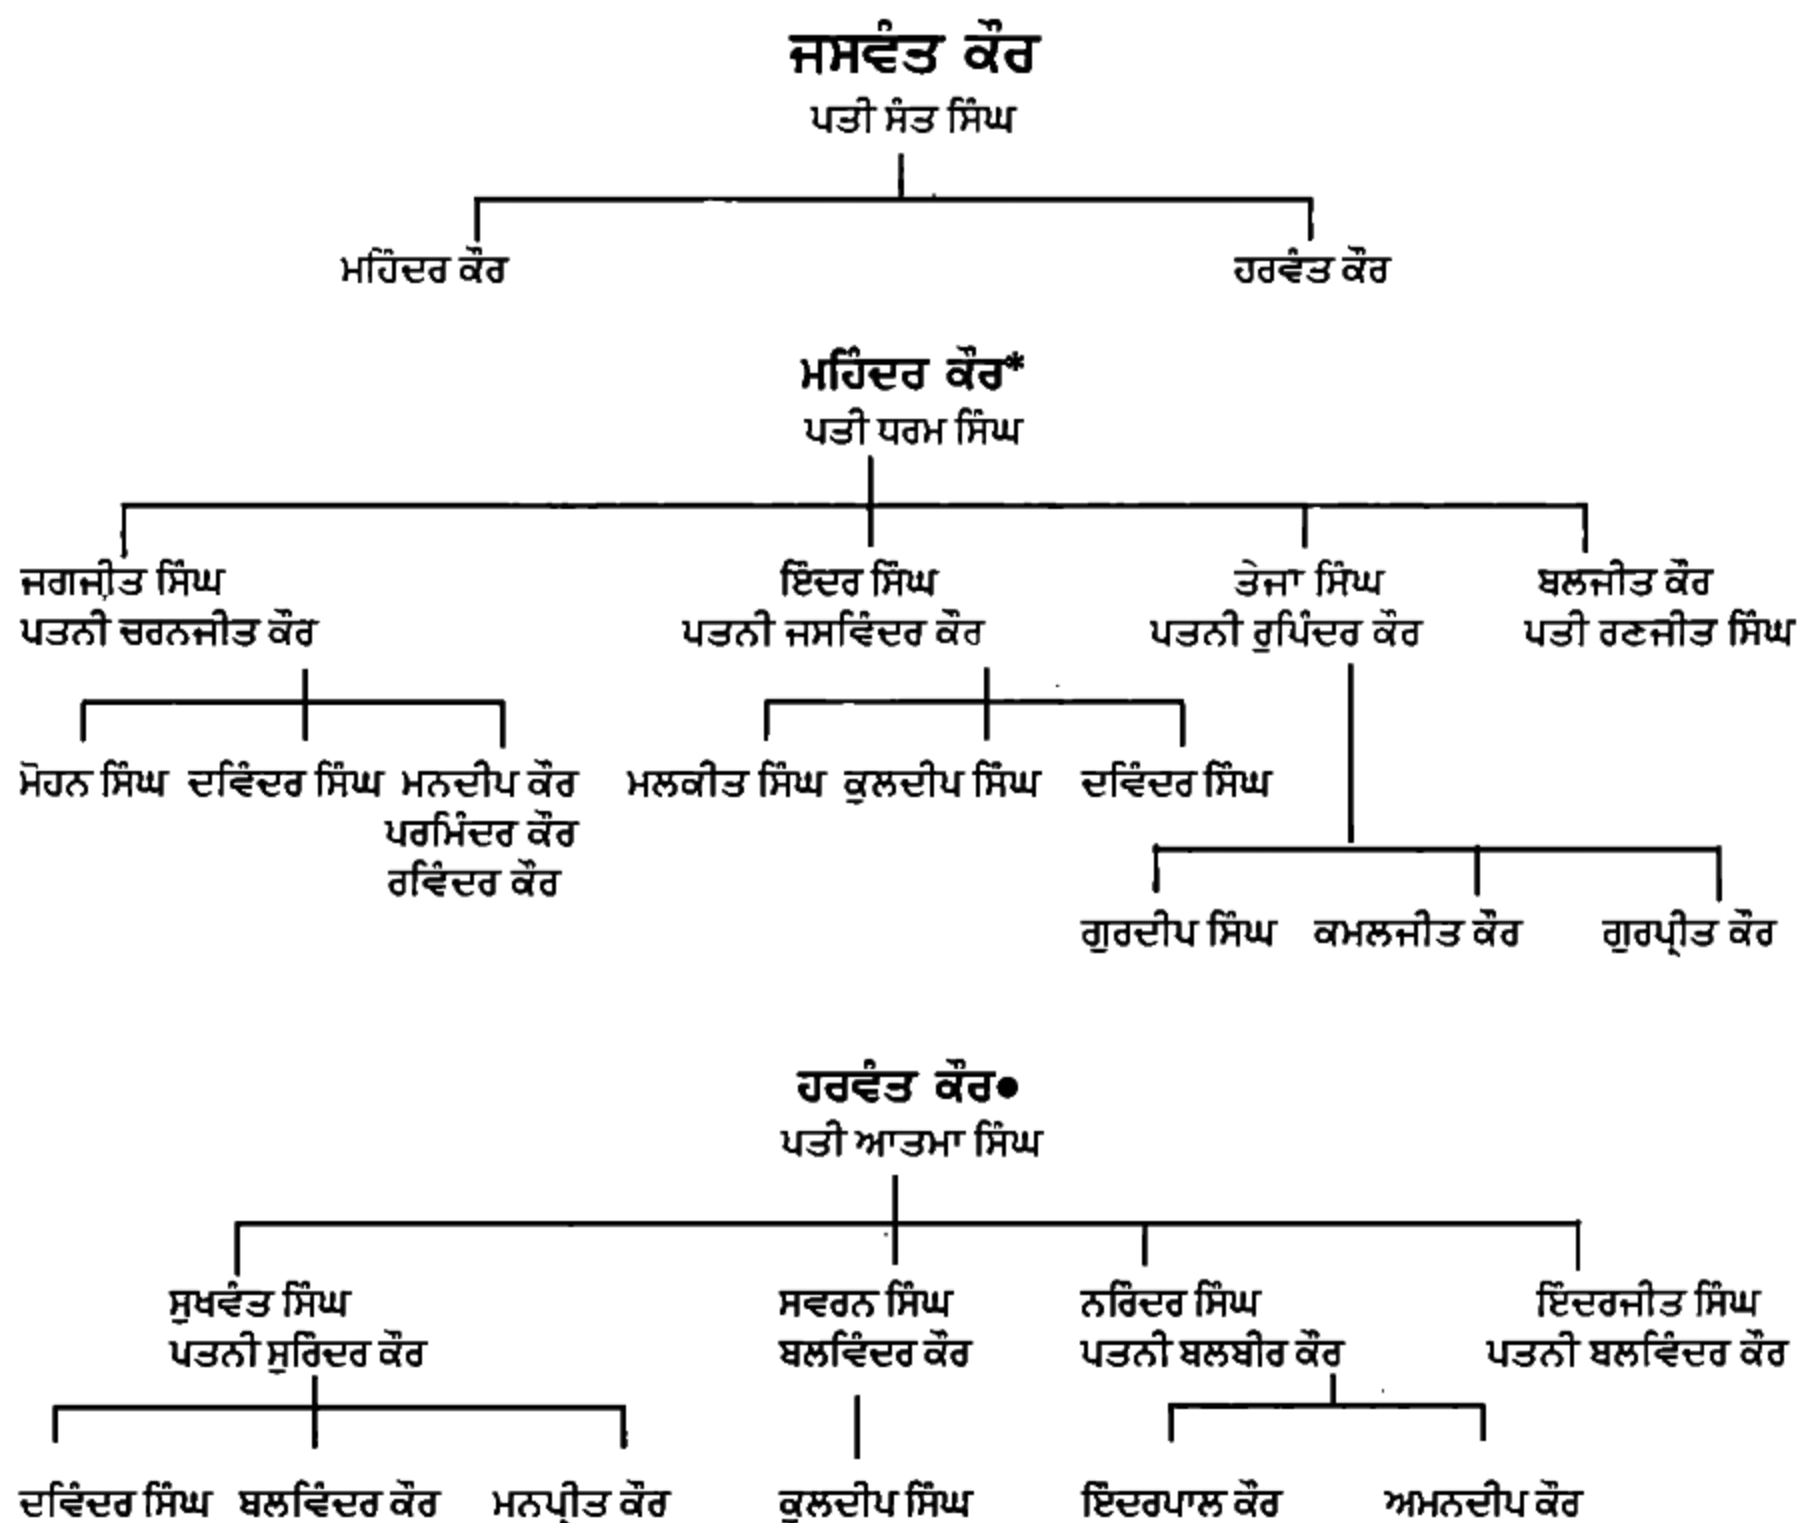 ਜਸਵੰਤ ਕੌਰ
ਪਤੀ ਸੰਤ ਸਿੰਘ
ਮਹਿੰਦਰ ਕੌਰ ਹਰਵੰਤ ਕੌਰ
ਮਹਿੰਦਰ ਕੌਰ*
ਪਤੀ ਧਰਮ ਸਿੰਘ
ਜਗਜੀਤ ਸਿੰਘ ਇੰਦਰ ਸਿੰਘ ਤੇਜਾ ਸਿੰਘ ਬਲਜੀਤ ਕੌਰ
ਪਤਨੀ ਚਰਨਜੀਤ ਕੌਰ ਪਤਨੀ ਜਸਵਿੰਦਰ ਕੌਰ ਪਤਨੀ ਰੁਪਿੰਦਰ ਕੌਰ ਪਤੀ ਰਣਜੀਤ ਸਿੰਘ
ਮੋਹਨ ਸਿੰਘ ਦਵਿੰਦਰ ਸਿੰਘ ਮਨਦੀਪ ਕੌਰ ਮਲਕੀਤ ਸਿੰਘ ਕੁਲਦੀਪ ਸਿੰਘ ਦਵਿੰਦਰ ਸਿੰਘ
ਪਰਮਿੰਦਰ ਕੌਰ
ਰਵਿੰਦਰ ਕੌਰ
ਗੁਰਦੀਪ ਸਿੰਘ ਕਮਲਜੀਤ ਕੌਰ ਗੁਰਪ੍ਰੀਤ ਕੌਰ
ਹਰਵੰਤ ਕੌਰ●
ਪਤੀ ਆਤਮਾ ਸਿੰਘ
ਸੁਖਵੰਤ ਸਿੰਘ ਸਵਰਨ ਸਿੰਘ ਨਰਿੰਦਰ ਸਿੰਘ ਇੰਦਰਜੀਤ ਸਿੰਘ
ਪਤਨੀ ਸੁਰਿੰਦਰ ਕੌਰ ਬਲਵਿੰਦਰ ਕੌਰ ਪਤਨੀ ਬਲਬੀਰ ਕੌਰ ਪਤਨੀ ਬਲਵਿੰਦਰ ਕੌਰ
ਦਵਿੰਦਰ ਸਿੰਘ ਬਲਵਿੰਦਰ ਕੌਰ ਮਨਪ੍ਰੀਤ ਕੌਰ ਕੁਲਦੀਪ ਸਿੰਘ ਇੰਦਰਪਾਲ ਕੌਰ ਅਮਨਦੀਪ ਕੌਰ